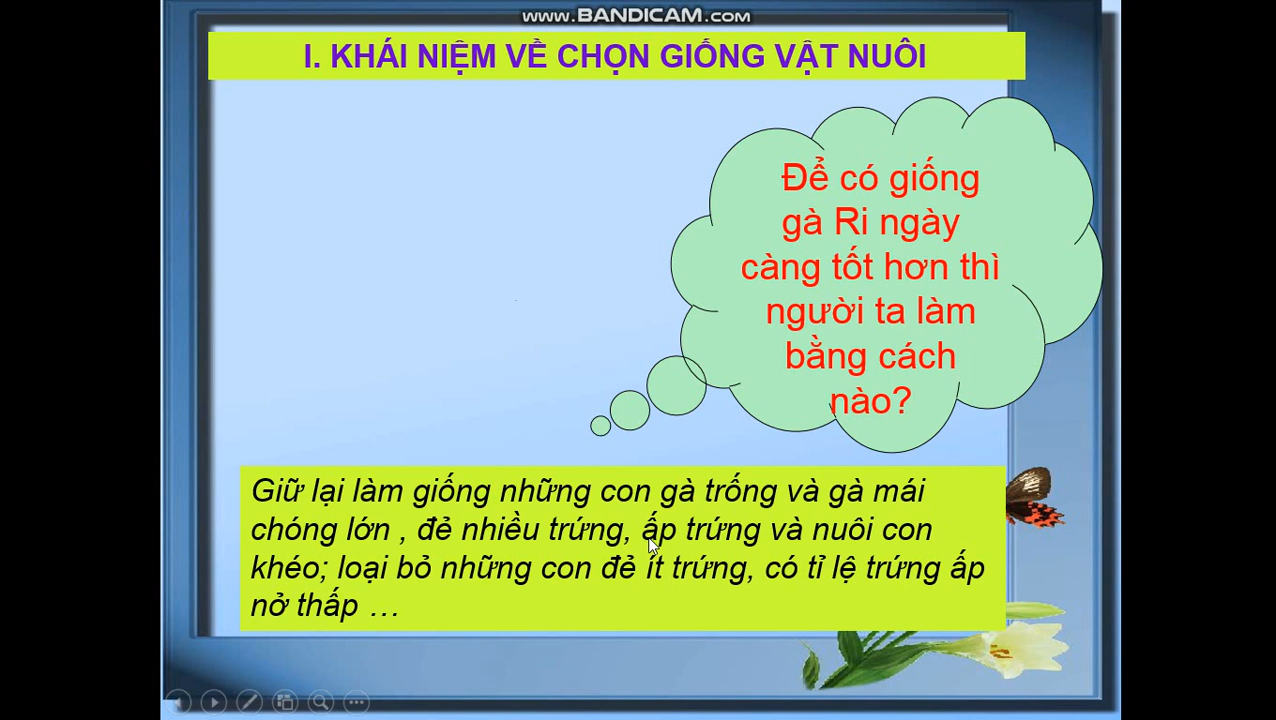 WWW.BANDICAM.COM
I. KHÁI NIỆM VỀ CHỌN GIỐNG VẬT NUÔI
Để có giống
gà Ri ngày
càng tốt hơn thì
người ta làm
bằng cách
nào?
Giữ lại làm giống những con gà trống và gà mái
chóng lớn , đẻ nhiều trứng, ấp trứng và nuôi con
khéo; loại bỏ những con đẻ ít trứng, có tỉ lệ trứng ấp
nở thấp …